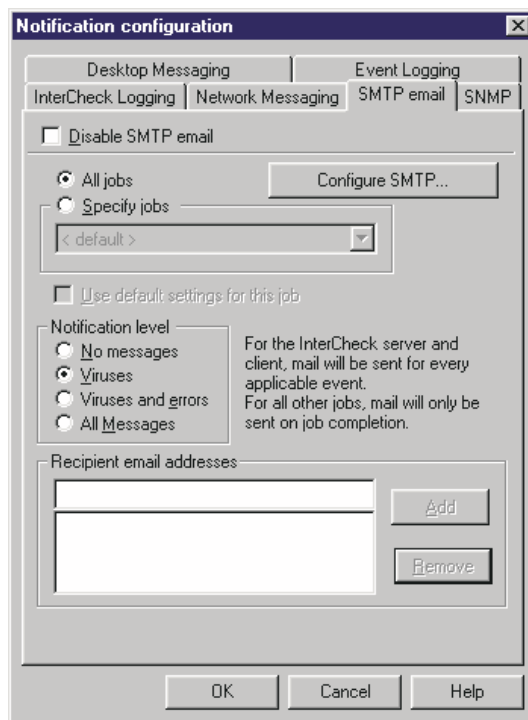 Notification configuration
Desktop Messaging
Event Logging
InterCheck Logging
Network Messaging
SMTP email
SNMP
Disable SMTP email
All jobs
Configure SMTP...
Specify jobs
< default >
Use default settings for this job
Notification level
No messages
Viruses
Viruses and errors
All Messages
For the InterCheck server and
client, mail will be sent for every
applicable event.
For all other jobs, mail will only be
sent on job completion.
Recipient email addresses
Add
Remove
OK
Cancel
Help